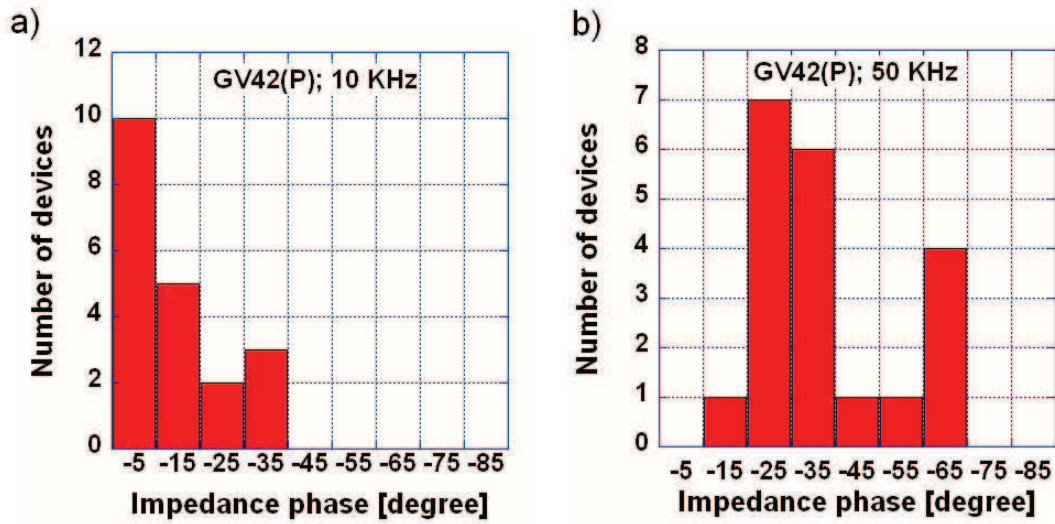 a)
GV42(P); 10 KHz
Number of devices
12
10
8
6
4
2
0
-5 -15 -25 -35 -45 -55 -65 -75 -85
Impedance phase [degree]
b)
GV42(P); 50 KHz
Number of devices
8
7
6
5
4
3
2
1
0
-5 -15 -25 -35 -45 -55 -65 -75 -85
Impedance phase [degree]